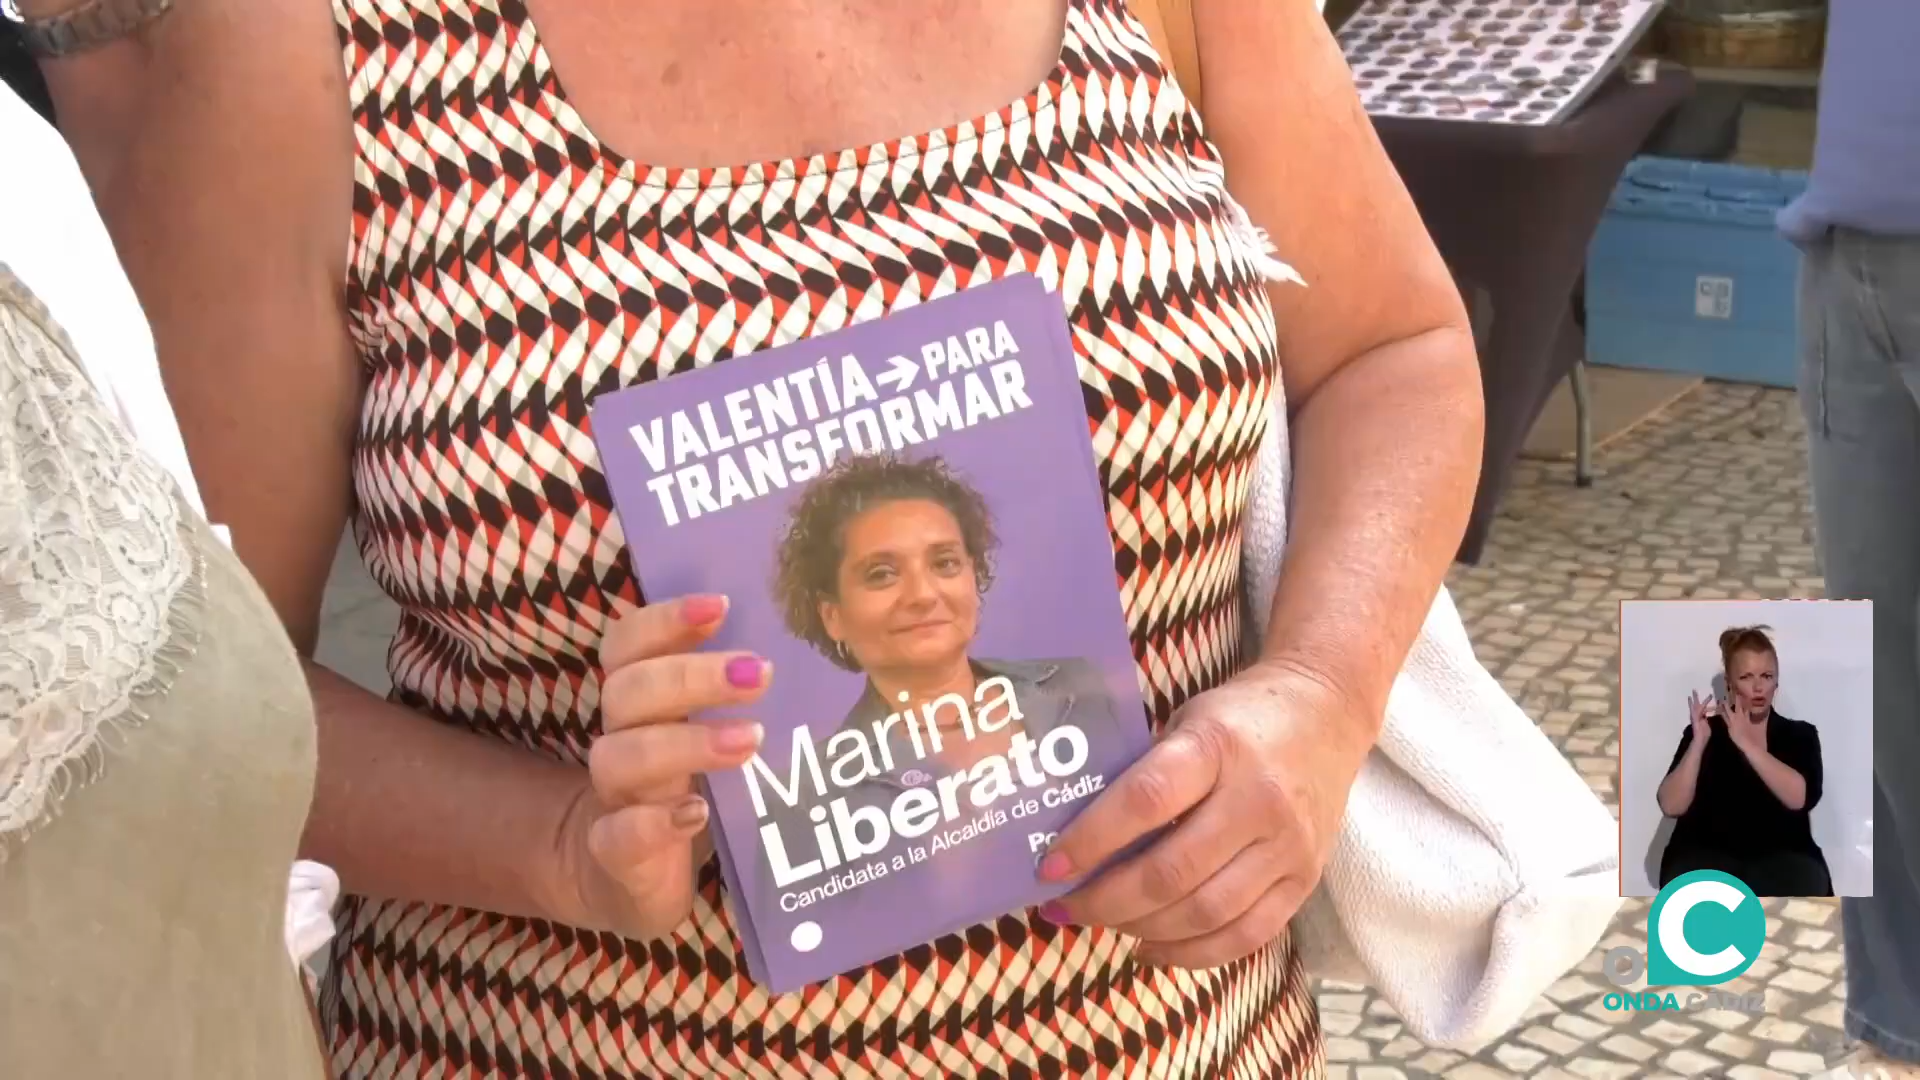 VALENTÍA → PARA
TRANSFORMAR
Marina
Liberato
Candidata a la Alcaldía de Cádiz
C
ONDA CÁDIZ